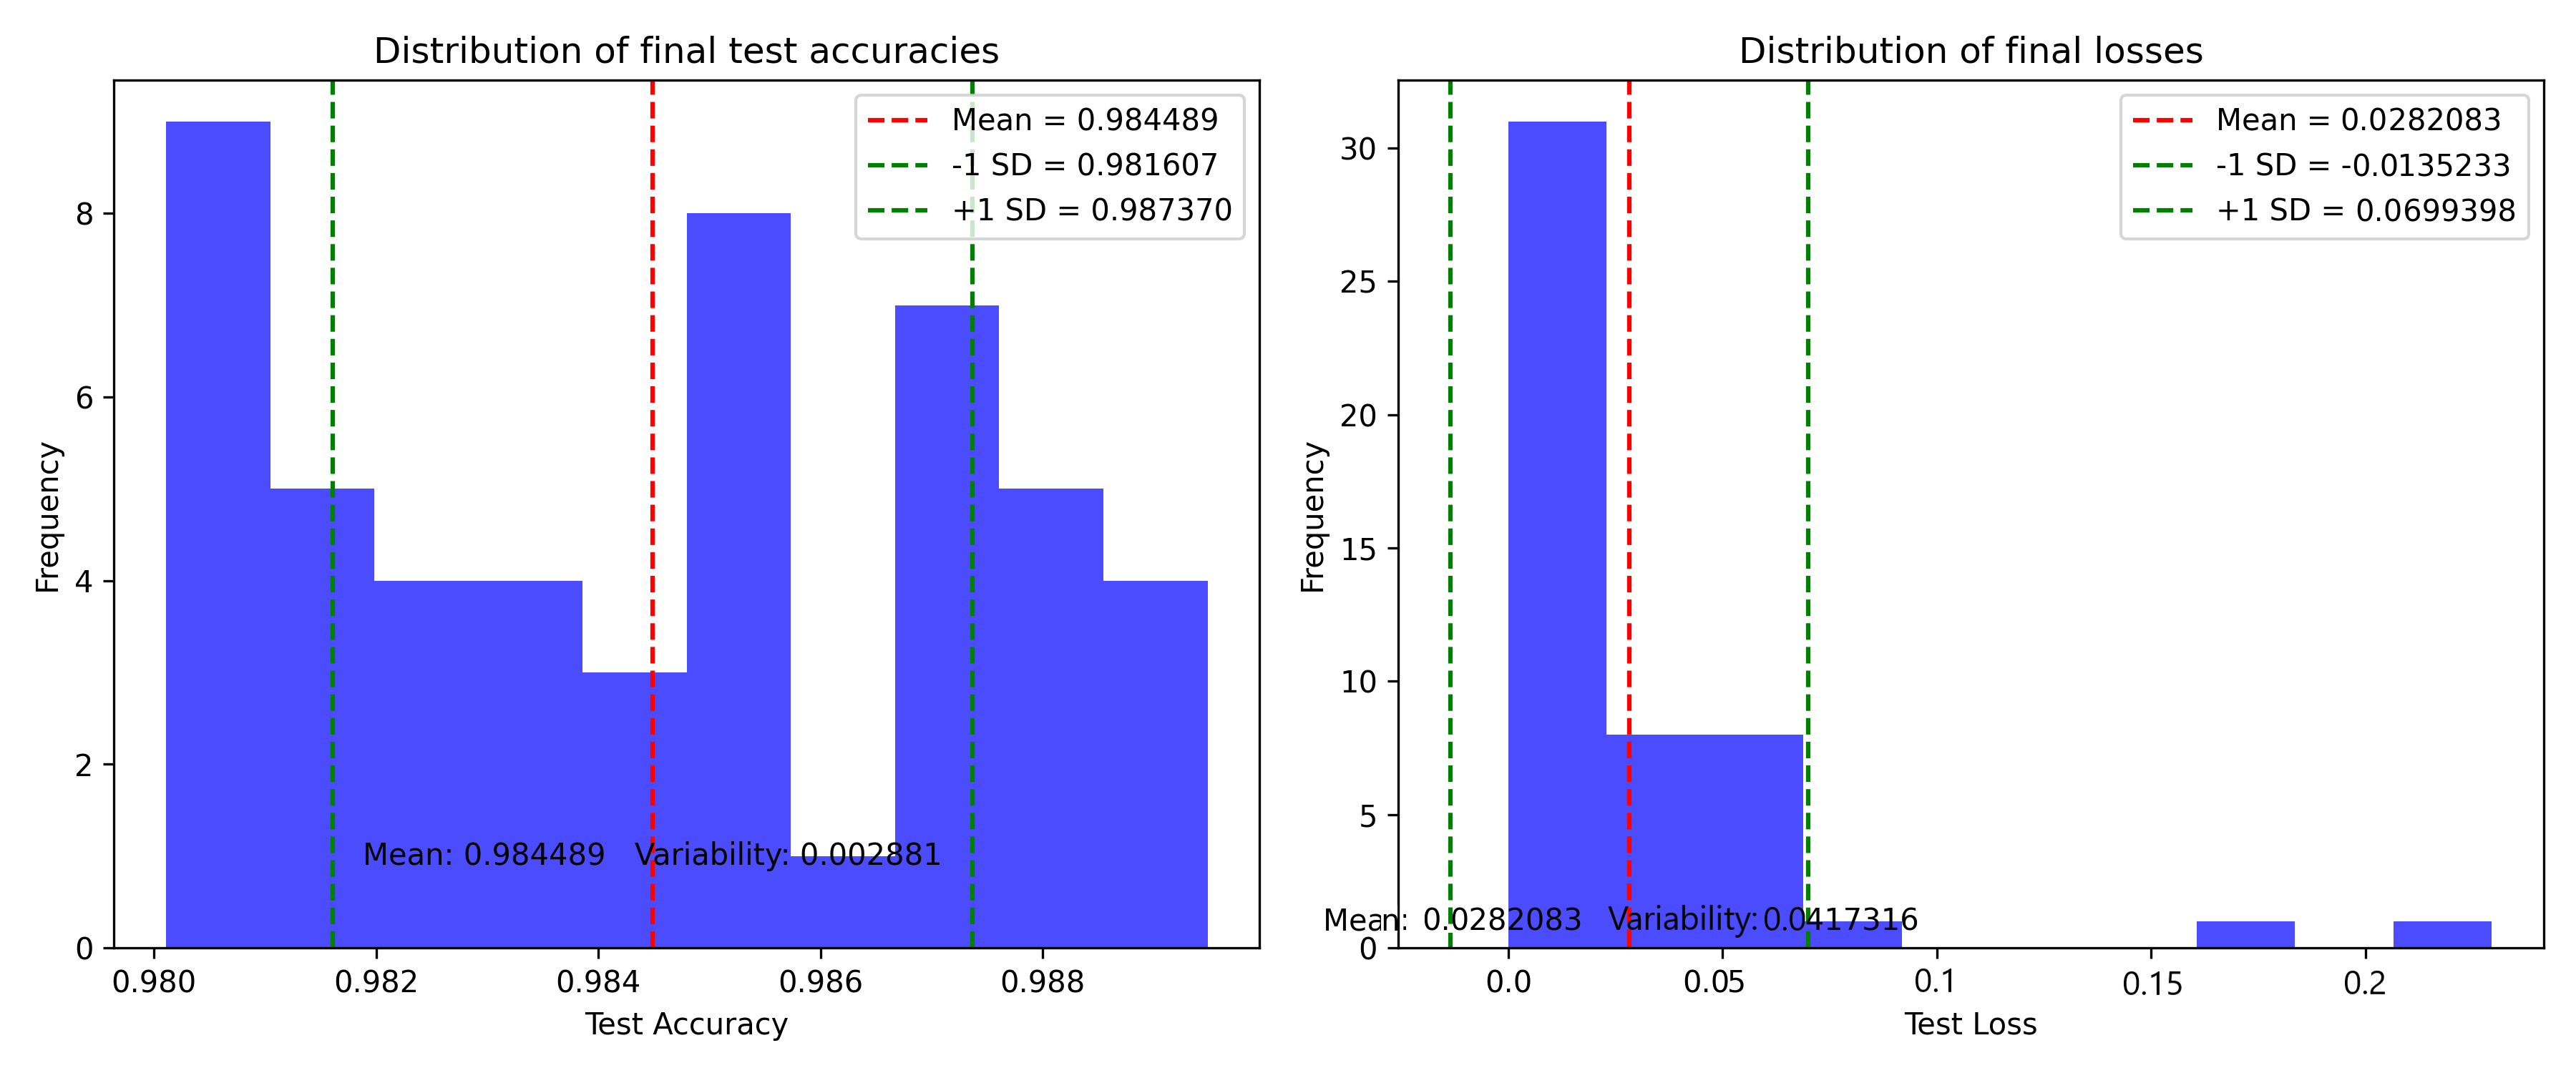 Distribution of final test accuracies
Mean = 0.984489
-1 SD = 0.981607
+1 SD = 0.987370
8
6
4
2
0
Frequency
Mean: 0.984489 Variability: 0.002881
0.980 0.982 0.984 0.986 0.988
Test Accuracy
Distribution of final losses
Mean = 0.0282083
-1 SD = -0.0135233
+1 SD = 0.0699398
30
25
20
15
10
5
0
Frequency
Mean: 0.0282083 Variability: 0.0417316
0.0 0.05 0.1 0.15 0.2
Test Loss